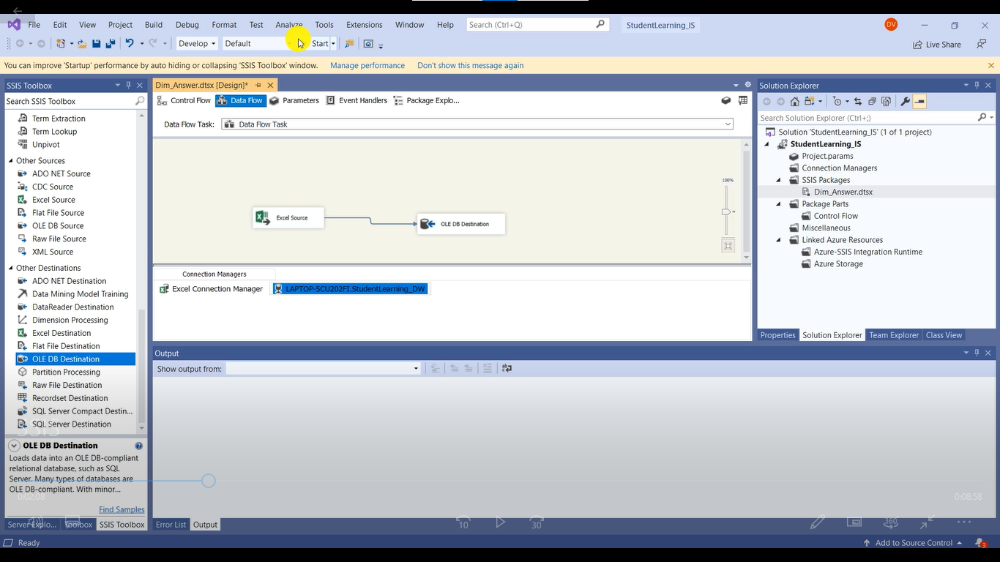 File Edit View Project Build Debug Format Test Analyze Tools Extensions Window Help Search (Ctrl+Q) StudentLearning_IS DV
Develop Default Start Live Share
You can improve 'Startup' performance by auto hiding or collapsing 'SSIS Toolbox' window. Manage performance Don't show this message again
SSIS Toolbox
Search SSIS Toolbox
Term Extraction
Term Lookup
Unpivot
Other Sources
ADO NET Source
CDC Source
Excel Source
Flat File Source
OLE DB Source
Raw File Source
XML Source
Other Destinations
ADO NET Destination
Data Mining Model Training
DataReader Destination
Dimension Processing
Excel Destination
Flat File Destination
OLE DB Destination
Partition Processing
Raw File Destination
Recordset Destination
SQL Server Compact Destin...
SQL Server Destination
SSIS
OLE DB Destination
Loads data into an OLE DB-compliant
relational database, such as SQL
Server. Many types of databases are
OLE DB-compliant. With minor...
0:02:08
Find Samples
Server Explo... Toolbox SSIS Toolbox
Dim_Answer.dtsx [Design]*
Control Flow Data Flow Parameters Event Handlers Package Explo...
Data Flow Task: Data Flow Task
100%
Excel Source
OLE DB Destination
Connection Managers
Excel Connection Manager LAPTOP-5CU202FI.StudentLearning_DW
Output
Show output from:
Error List Output
10 30 360
0:08:58
Solution Explorer
Search Solution Explorer (Ctrl+;)
Solution 'StudentLearning_IS' (1 of 1 project)
StudentLearning_IS
Project.params
Connection Managers
SSIS Packages
Dim_Answer.dtsx
Package Parts
Control Flow
Miscellaneous
Linked Azure Resources
Azure-SSIS Integration Runtime
Azure Storage
Properties Solution Explorer Team Explorer Class View
Ready Add to Source Control 3